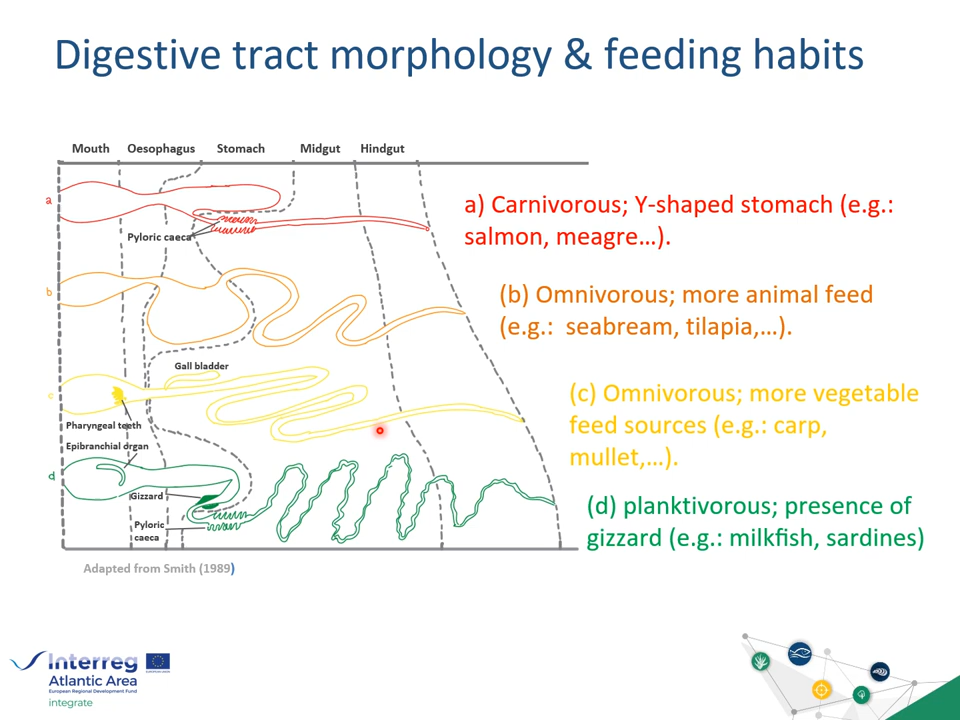 Digestive tract morphology & feeding habits
Mouth Oesophagus Stomach Midgut Hindgut
a
Pyloric caeca
a) Carnivorous; Y-shaped stomach (e.g.:
salmon, meagre...).
b
(b) Omnivorous; more animal feed
(e.g.: seabream, tilapia,...).
Gall bladder
c
Pharyngeal teeth
(c) Omnivorous; more vegetable
feed sources (e.g.: carp,
mullet,...).
Epibranchial organ
d
Gizzard
Pyloric
caeca
(d) planktivorous; presence of
gizzard (e.g.: milkfish, sardines)
Adapted from Smith (1989)
Interreg
EUROPEAN UNION
Atlantic Area
European Regional Development Fund
integrate